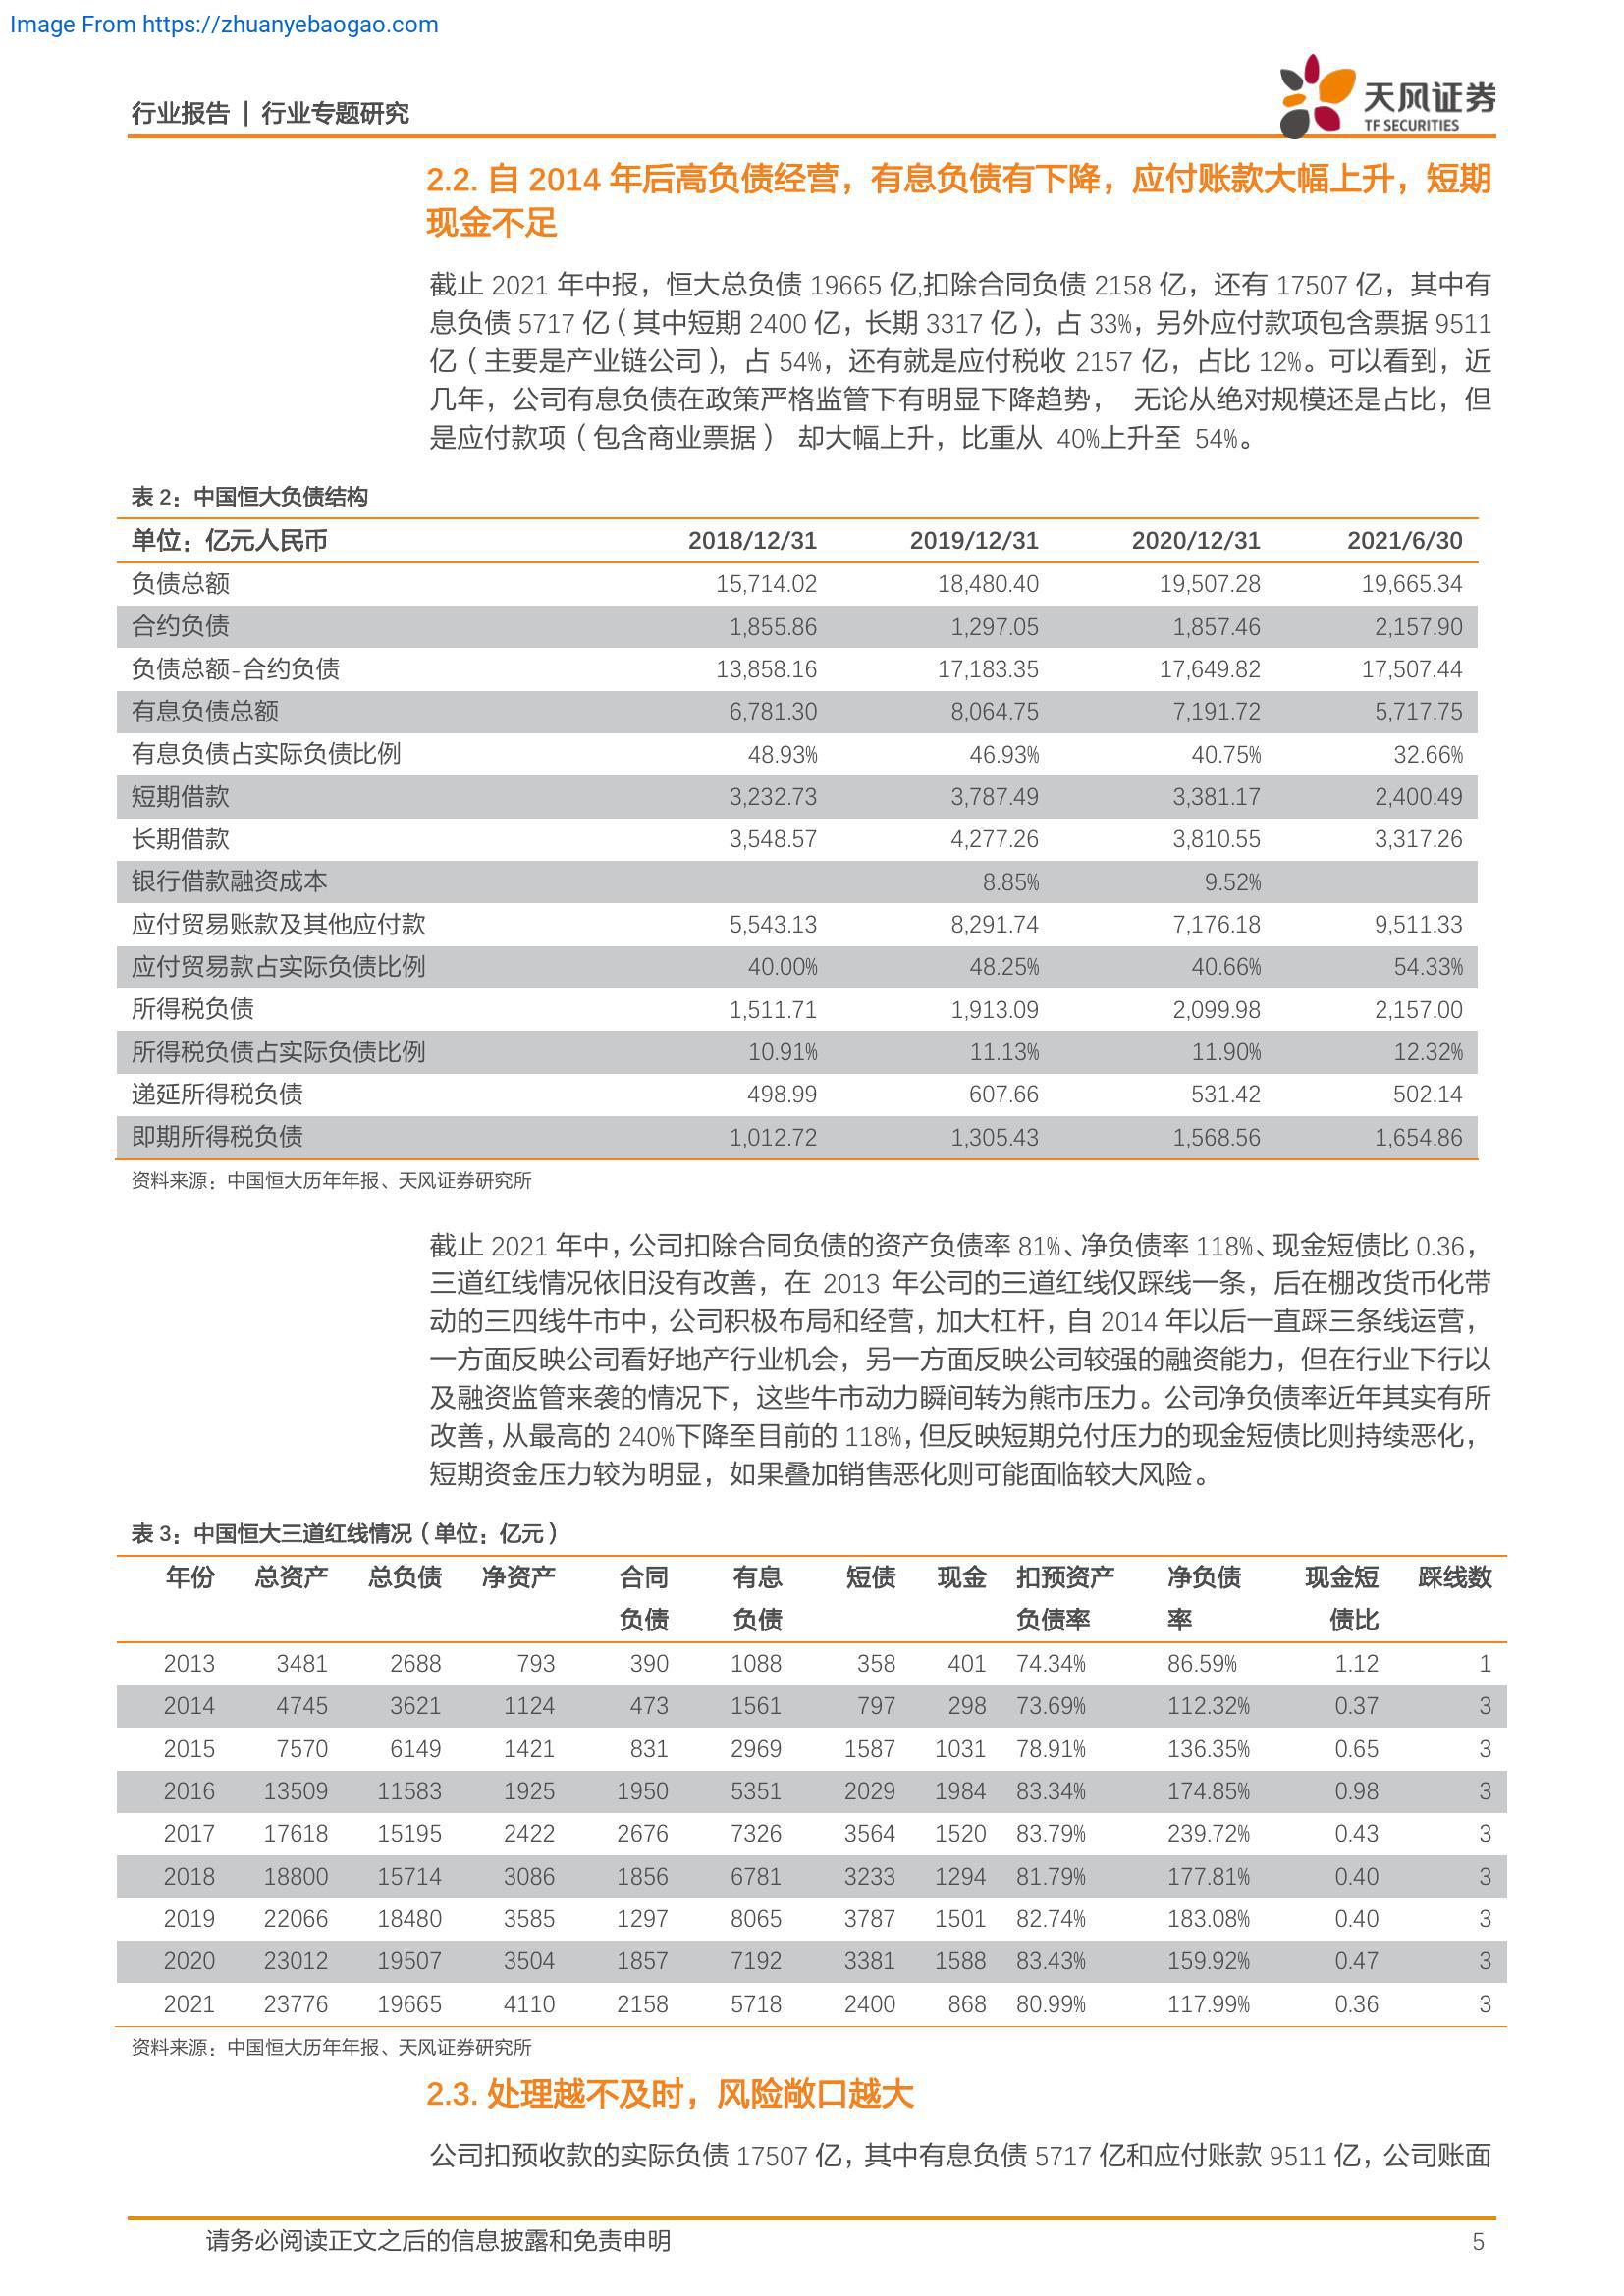 Image From https://zhuanyebaogao.com
行业报告 | 行业专题研究
天风证券
TF SECURITIES
2.2. 自 2014 年后高负债经营，有息负债有下降，应付账款大幅上升，短期
现金不足
截止 2021 年中报，恒大总负债 19665 亿,扣除合同负债 2158 亿，还有 17507 亿，其中有
息负债 5717 亿（其中短期 2400 亿，长期 3317 亿），占 33%，另外应付款项包含票据 9511
亿（主要是产业链公司），占 54%，还有就是应付税收 2157 亿，占比 12%。可以看到，近
几年，公司有息负债在政策严格监管下有明显下降趋势， 无论从绝对规模还是占比，但
是应付款项（包含商业票据） 却大幅上升，比重从 40%上升至 54%。
表 2：中国恒大负债结构
单位：亿元人民币 2018/12/31 2019/12/31 2020/12/31 2021/6/30
负债总额 15,714.02 18,480.40 19,507.28 19,665.34
合约负债 1,855.86 1,297.05 1,857.46 2,157.90
负债总额-合约负债 13,858.16 17,183.35 17,649.82 17,507.44
有息负债总额 6,781.30 8,064.75 7,191.72 5,717.75
有息负债占实际负债比例 48.93% 46.93% 40.75% 32.66%
短期借款 3,232.73 3,787.49 3,381.17 2,400.49
长期借款 3,548.57 4,277.26 3,810.55 3,317.26
银行借款融资成本 8.85% 9.52%
应付贸易账款及其他应付款 5,543.13 8,291.74 7,176.18 9,511.33
应付贸易款占实际负债比例 40.00% 48.25% 40.66% 54.33%
所得税负债 1,511.71 1,913.09 2,099.98 2,157.00
所得税负债占实际负债比例 10.91% 11.13% 11.90% 12.32%
递延所得税负债 498.99 607.66 531.42 502.14
即期所得税负债 1,012.72 1,305.43 1,568.56 1,654.86
资料来源：中国恒大历年年报、天风证券研究所
截止 2021 年中，公司扣除合同负债的资产负债率 81%、净负债率 118%、现金短债比 0.36，
三道红线情况依旧没有改善，在 2013 年公司的三道红线仅踩线一条，后在棚改货币化带
动的三四线牛市中，公司积极布局和经营，加大杠杆，自 2014 年以后一直踩三条线运营，
一方面反映公司看好地产行业机会，另一方面反映公司较强的融资能力，但在行业下行以
及融资监管来袭的情况下，这些牛市动力瞬间转为熊市压力。公司净负债率近年其实有所
改善，从最高的 240%下降至目前的 118%，但反映短期兑付压力的现金短债比则持续恶化，
短期资金压力较为明显，如果叠加销售恶化则可能面临较大风险。
表 3：中国恒大三道红线情况（单位：亿元）
年份 总资产 总负债 净资产 合同 有息 短债 现金 扣预资产 净负债 现金短 踩线数
负债 负债 负债率 率 债比
2013 3481 2688 793 390 1088 358 401 74.34% 86.59% 1.12 1
2014 4745 3621 1124 473 1561 797 298 73.69% 112.32% 0.37 3
2015 7570 6149 1421 831 2969 1587 1031 78.91% 136.35% 0.65 3
2016 13509 11583 1925 1950 5351 2029 1984 83.34% 174.85% 0.98 3
2017 17618 15195 2422 2676 7326 3564 1520 83.79% 239.72% 0.43 3
2018 18800 15714 3086 1856 6781 3233 1294 81.79% 177.81% 0.40 3
2019 22066 18480 3585 1297 8065 3787 1501 82.74% 183.08% 0.40 3
2020 23012 19507 3504 1857 7192 3381 1588 83.43% 159.92% 0.47 3
2021 23776 19665 4110 2158 5718 2400 868 80.99% 117.99% 0.36 3
资料来源：中国恒大历年年报、天风证券研究所
2.3. 处理越不及时，风险敞口越大
公司扣预收款的实际负债 17507 亿，其中有息负债 5717 亿和应付账款 9511 亿，公司账面
请务必阅读正文之后的信息披露和免责申明 5